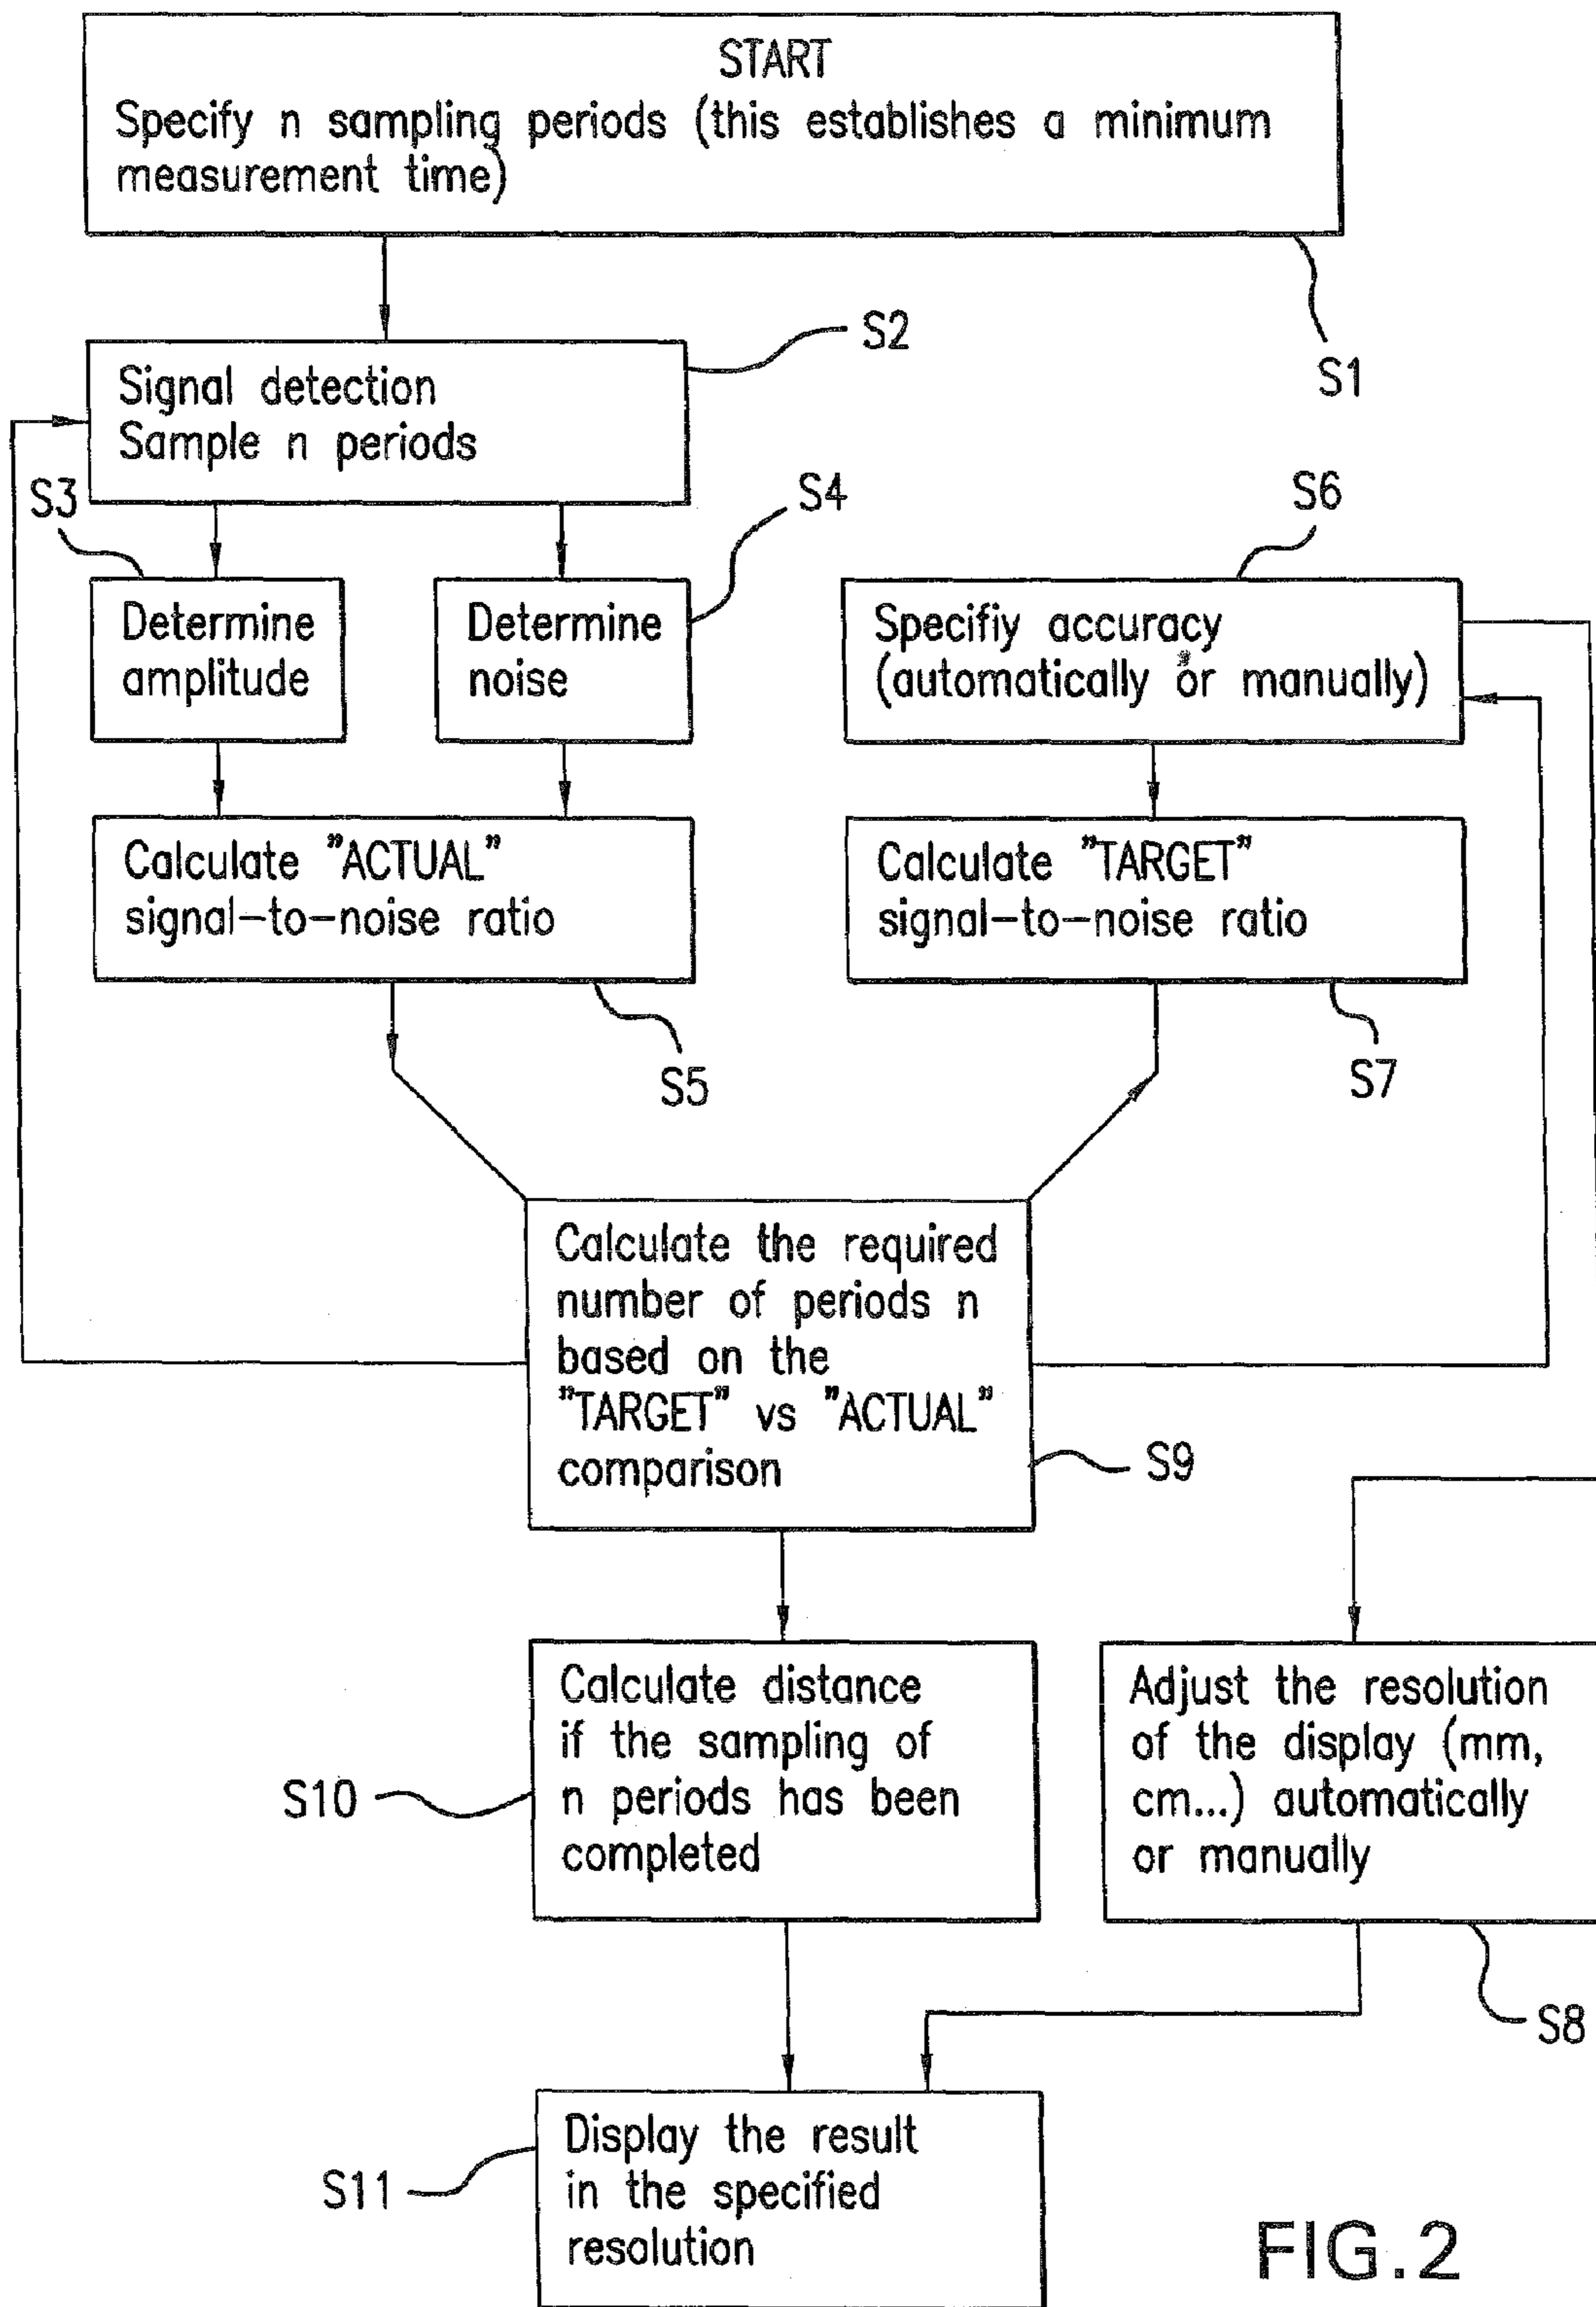 START
Specify n sampling periods (this establishes a minimum
measurement time)
S1
S2
Signal detection
Sample n periods
S3
S4
S6
Determine
amplitude
Determine
noise
Specifiy accuracy
(automatically or manually)
Calculate "ACTUAL"
signal-to-noise ratio
Calculate "TARGET"
signal-to-noise ratio
S5
S7
Calculate the required
number of periods n
based on the
"TARGET" vs "ACTUAL"
comparison
S9
Calculate distance
if the sampling of
n periods has been
completed
S10
Adjust the resolution
of the display (mm,
cm...) automatically
or manually
S8
Display the result
in the specified
resolution
S11
FIG.2